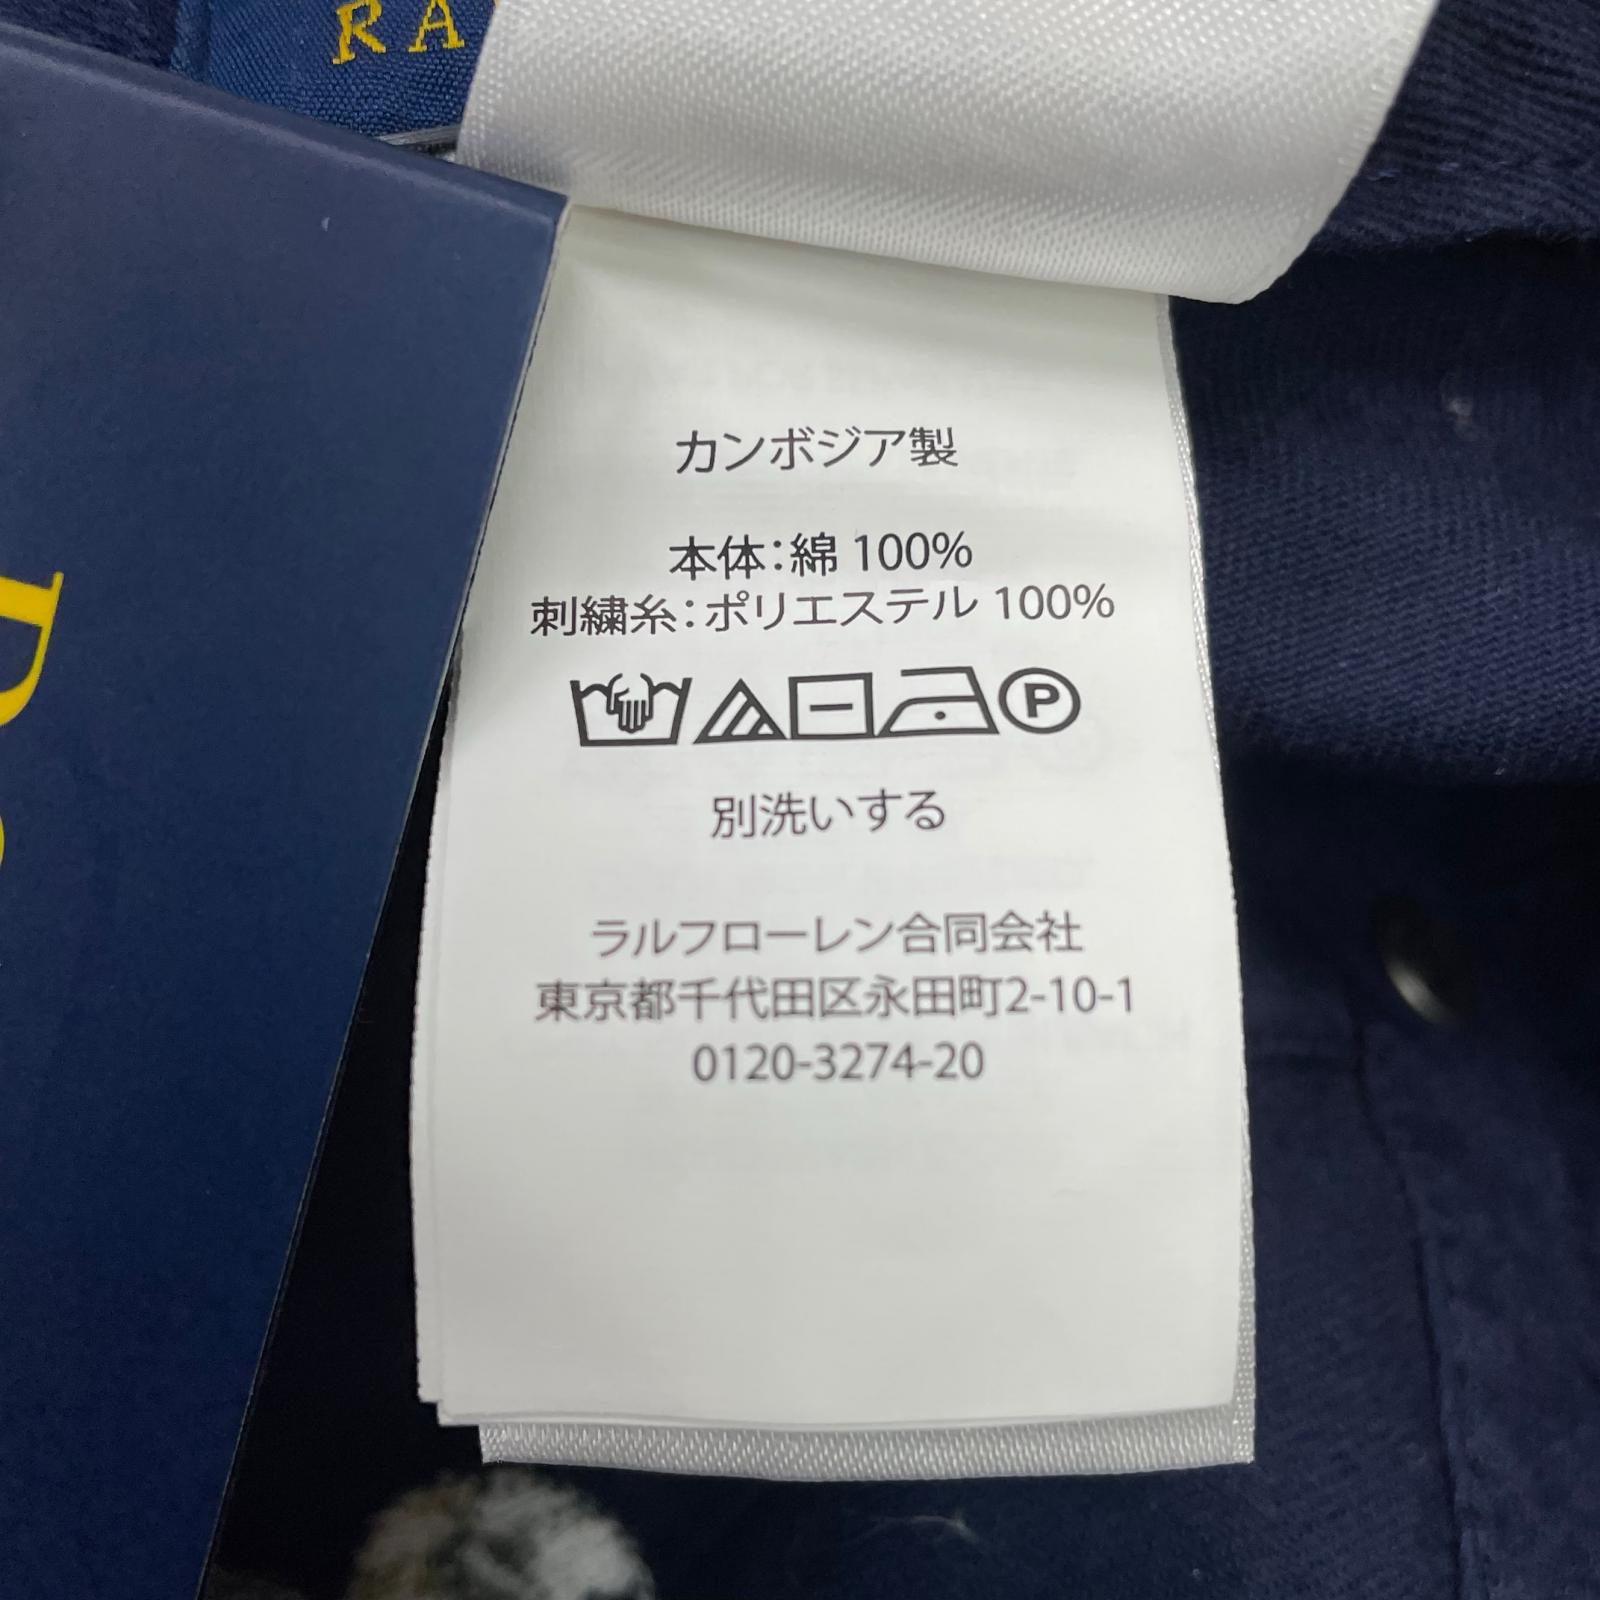 RA
カンボジア製
本体:綿 100%
刺繍糸:ポリエステル 100%
P
別洗いする
ラルフローレン合同会社
東京都千代田区永田町2-10-1
0120-3274-20